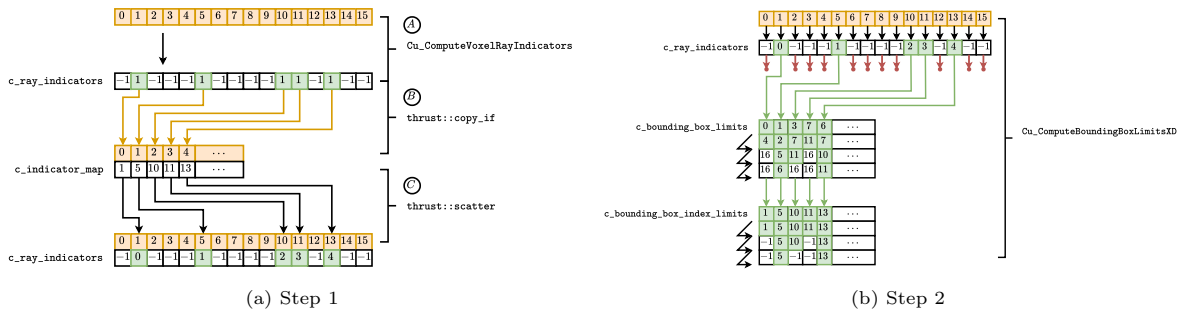 0 1 2 3 4 5 6 7 8 9 10 11 12 13 14 15
A
Cu_ComputeVoxelRayIndicators
c_ray_indicators −1 1 −1 −1 −1 1 −1 −1 −1 −1 1 1 −1 1 −1 −1
B
thrust::copy_if
0 1 2 3 4 ...
c_indicator_map 1 5 10 11 13 ...
C
thrust::scatter
0 1 2 3 4 5 6 7 8 9 10 11 12 13 14 15
c_ray_indicators −1 0 −1 −1 −1 1 −1 −1 −1 −1 2 3 −1 4 −1 −1
(a) Step 1
0 1 2 3 4 5 6 7 8 9 10 11 12 13 14 15
c_ray_indicators −1 0 −1 −1 −1 1 −1 −1 −1 −1 2 3 −1 4 −1 −1
c_bounding_box_limits 0 1 3 7 6 ...
4 2 7 11 7 ...
16 5 11 16 10 ...
16 6 16 16 11 ...
Cu_ComputeBoundingBoxLimitsXD
c_bounding_box_index_limits 1 5 10 11 13 ...
1 5 10 11 13 ...
−1 5 10 −1 13 ...
−1 5 −1 −1 13 ...
(b) Step 2